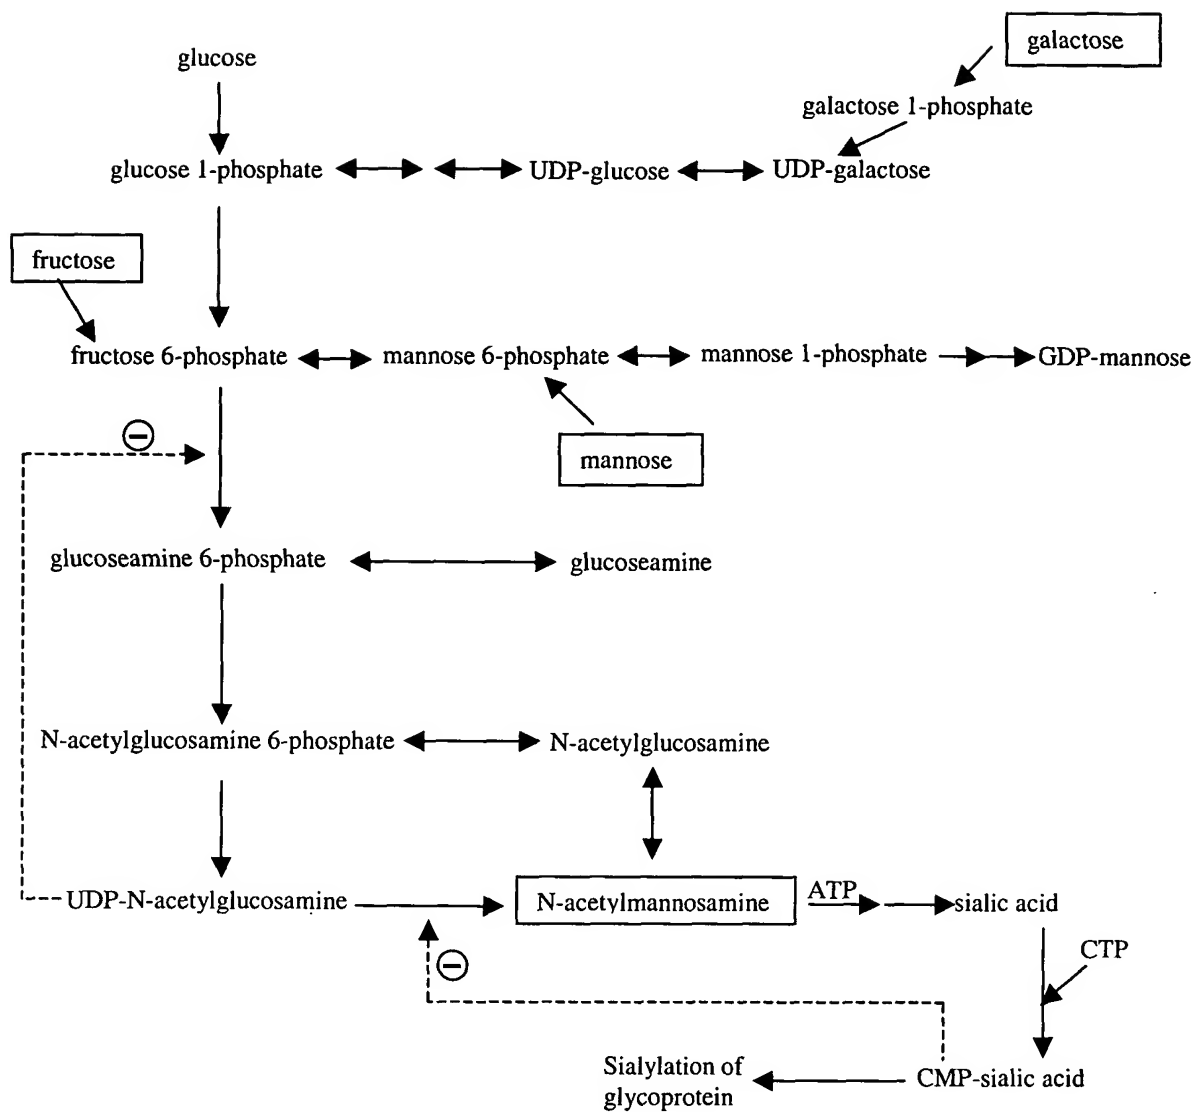 glucose
galactose
galactose 1-phosphate
glucose 1-phosphate
UDP-glucose
UDP-galactose
fructose
fructose 6-phosphate
mannose 6-phosphate
mannose 1-phosphate
GDP-mannose
mannose
glucoseamine 6-phosphate
glucoseamine
N-acetylglucosamine 6-phosphate
N-acetylglucosamine
UDP-N-acetylglucosamine
N-acetylmannosamine
ATP
sialic acid
CTP
Sialylation of
glycoprotein
CMP-sialic acid